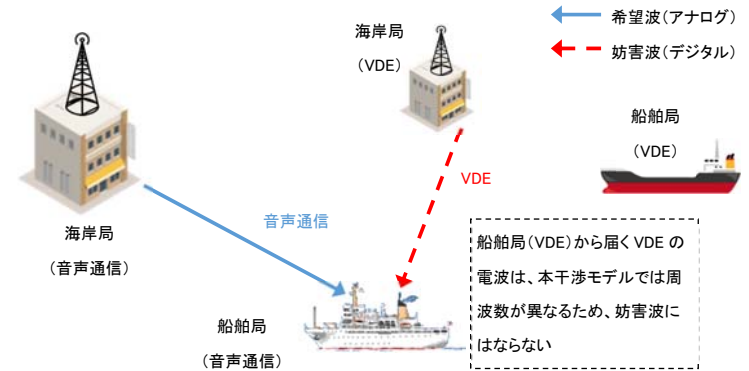 希望波(アナログ)
妨害波(デジタル)
海岸局
(VDE)
船舶局
(VDE)
VDE
音声通信
海岸局
(音声通信)
船舶局(VDE)から届く VDE の
電波は、本干渉モデルでは周
波数が異なるため、妨害波に
はならない
船舶局
(音声通信)